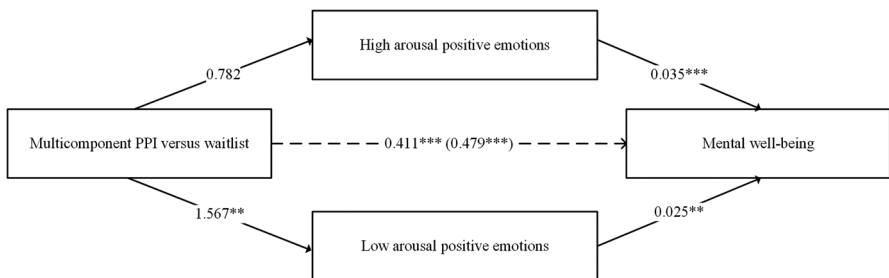 High arousal positive emotions
0.782
0.035***
Multicomponent PPI versus waitlist
0.411*** (0.479***)
Mental well-being
1.567**
0.025**
Low arousal positive emotions